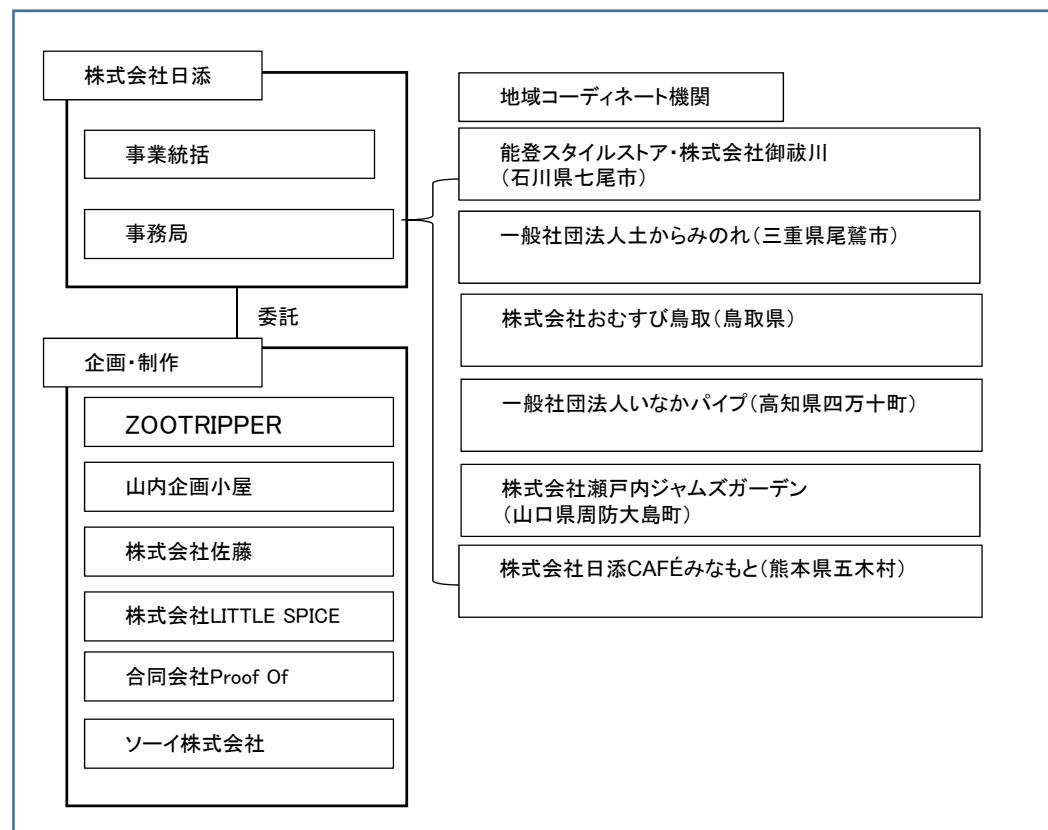 株式会社日添
事業統括
事務局
委託
企画・制作
ZOOTRIPPER
山内企画小屋
株式会社佐藤
株式会社LITTLE SPICE
合同会社Proof Of
ソーイ株式会社
地域コーディネート機関
能登スタイルストア・株式会社御祓川
（石川県七尾市）
一般社団法人土からみのれ（三重県尾鷲市）
株式会社おむすび鳥取（鳥取県）
一般社団法人いなかパイプ（高知県四万十町）
株式会社瀬戸内ジャムズガーデン
（山口県周防大島町）
株式会社日添CAFÉみなもと（熊本県五木村）